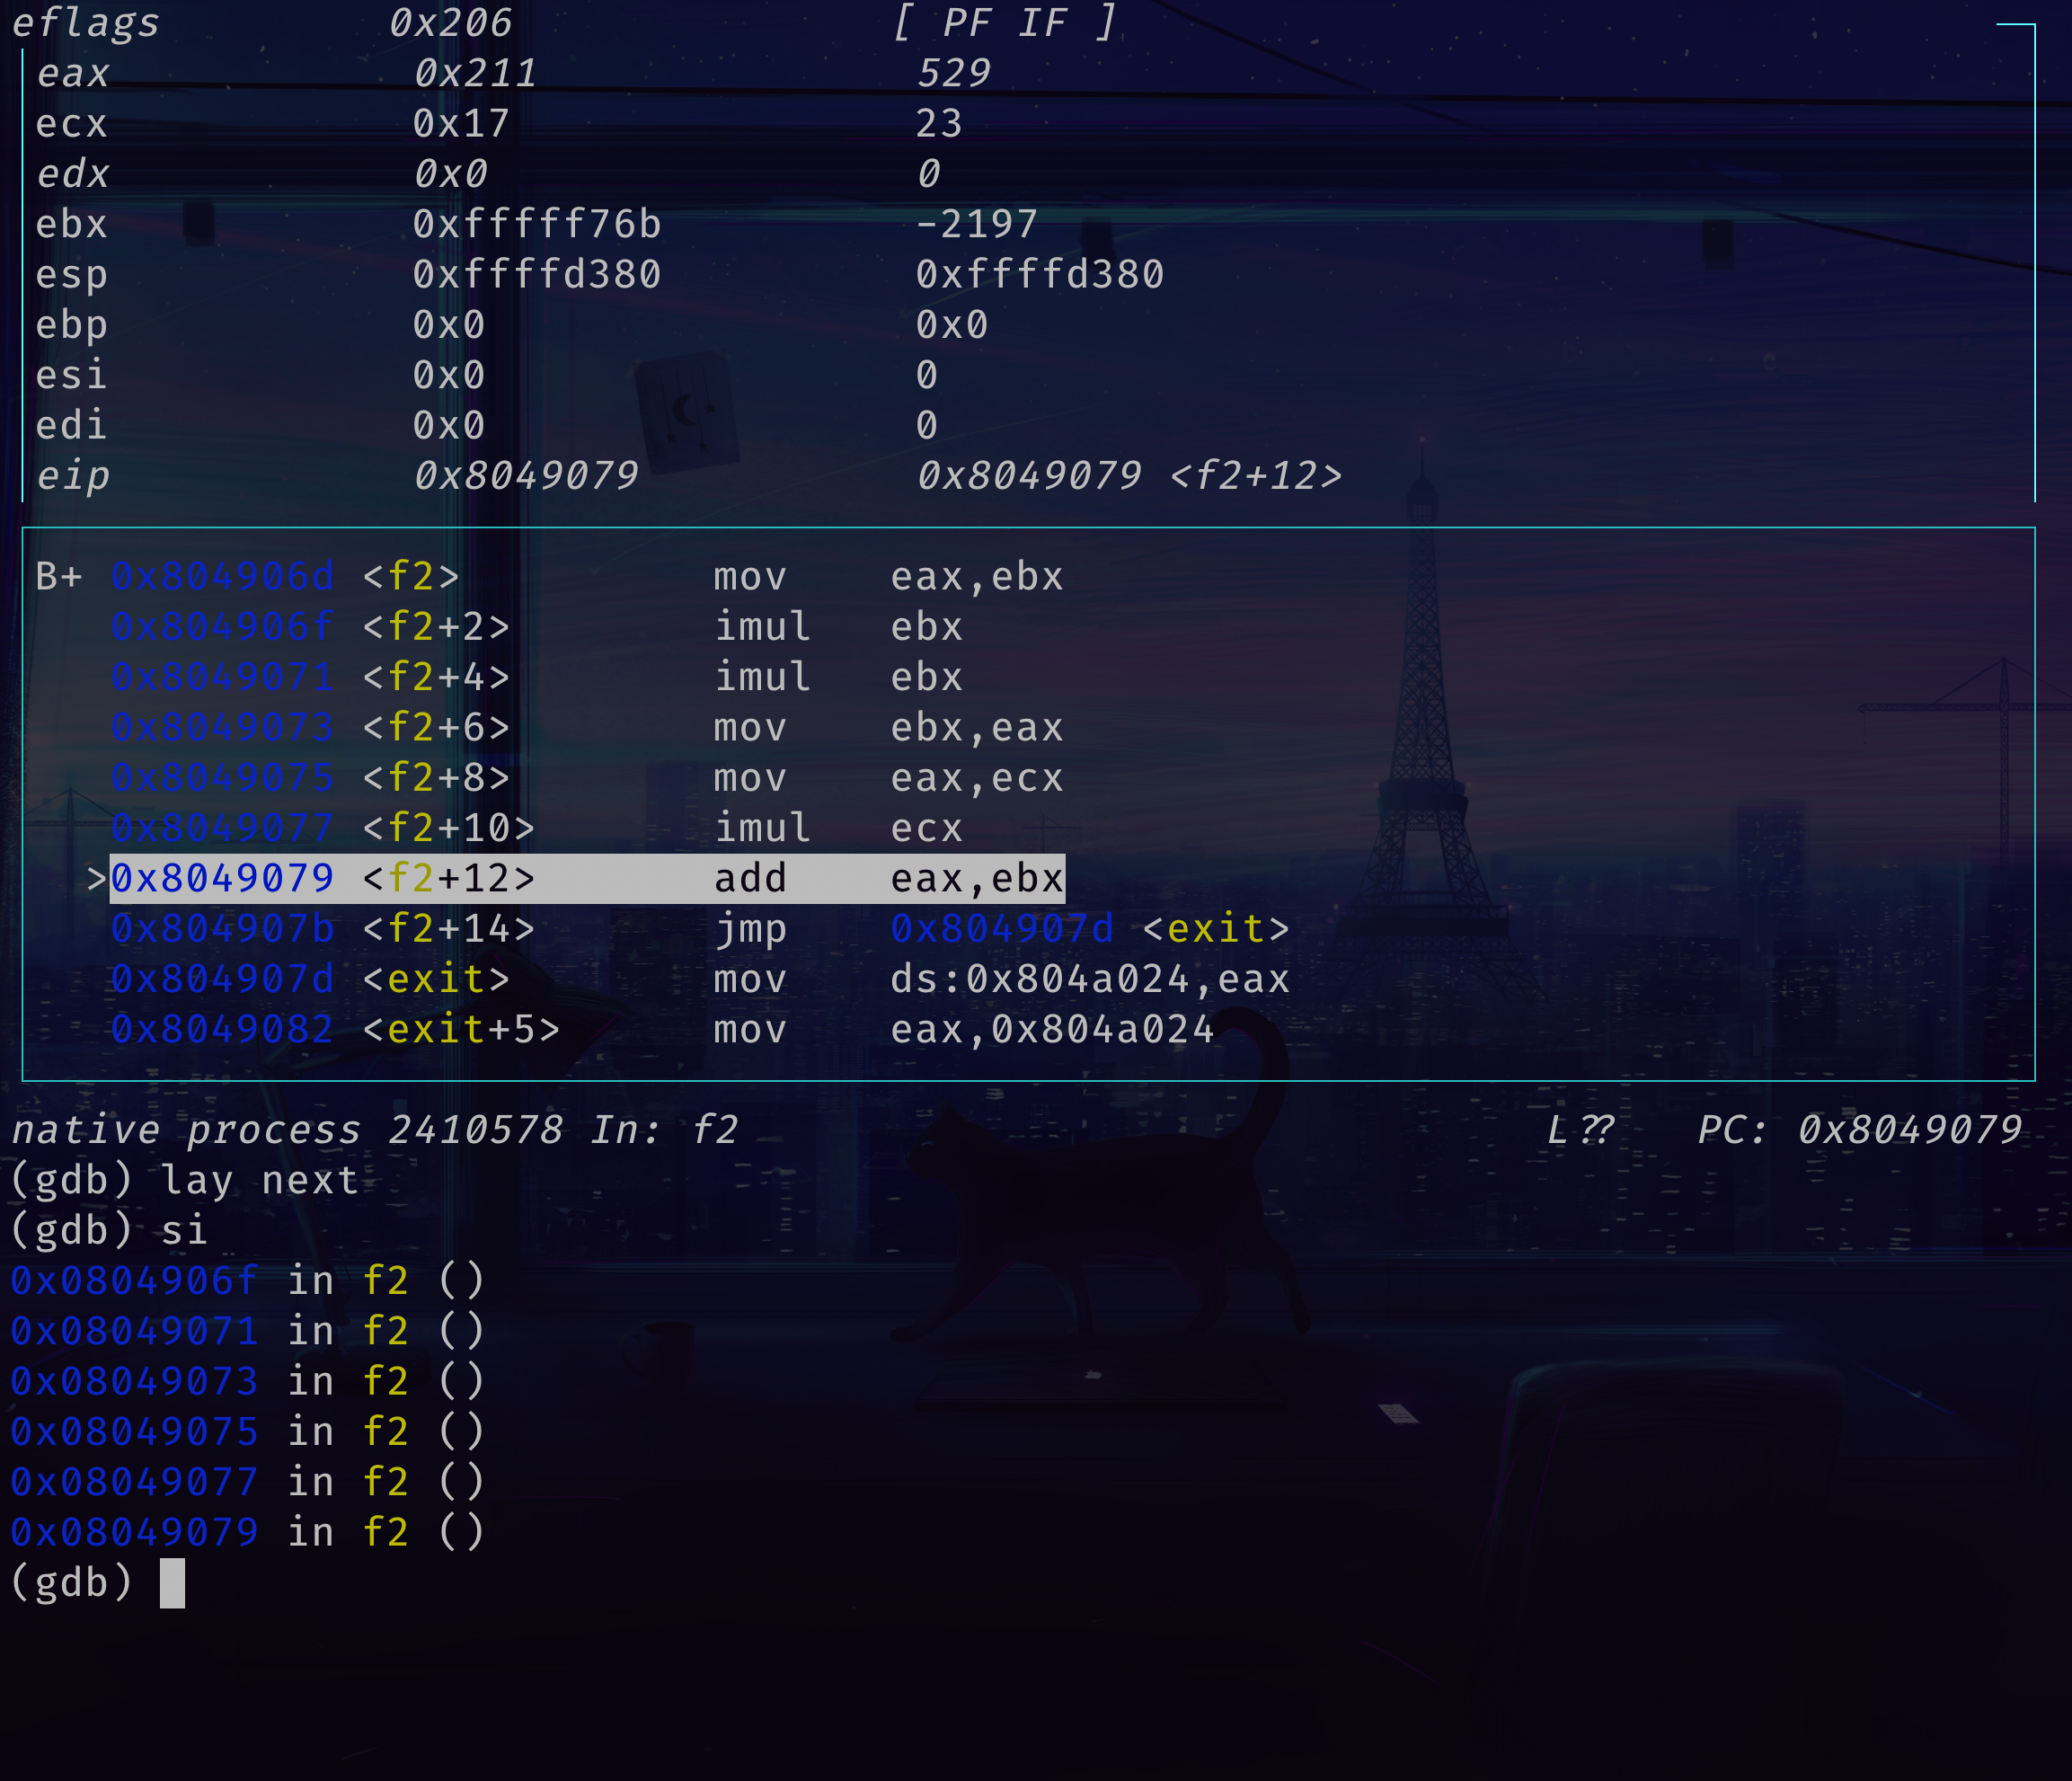 eflags 0x206 [ PF IF ]
eax 0x211 529
ecx 0x17 23
edx 0x0 0
ebx 0xfffff76b -2197
esp 0xffffd380 0xffffd380
ebp 0x0 0x0
esi 0x0 0
edi 0x0 0
eip 0x8049079 0x8049079 <f2+12>
B+ 0x804906d <f2> mov eax,ebx
0x804906f <f2+2> imul ebx
0x8049071 <f2+4> imul ebx
0x8049073 <f2+6> mov ebx,eax
0x8049075 <f2+8> mov eax,ecx
0x8049077 <f2+10> imul ecx
>0x8049079 <f2+12> add eax,ebx
0x804907b <f2+14> jmp 0x804907d <exit>
0x804907d <exit> mov ds:0x804a024,eax
0x8049082 <exit+5> mov eax,0x804a024
native process 2410578 In: f2 L?? PC: 0x8049079
(gdb) lay next
(gdb) si
0x0804906f in f2 ()
0x08049071 in f2 ()
0x08049073 in f2 ()
0x08049075 in f2 ()
0x08049077 in f2 ()
0x08049079 in f2 ()
(gdb)